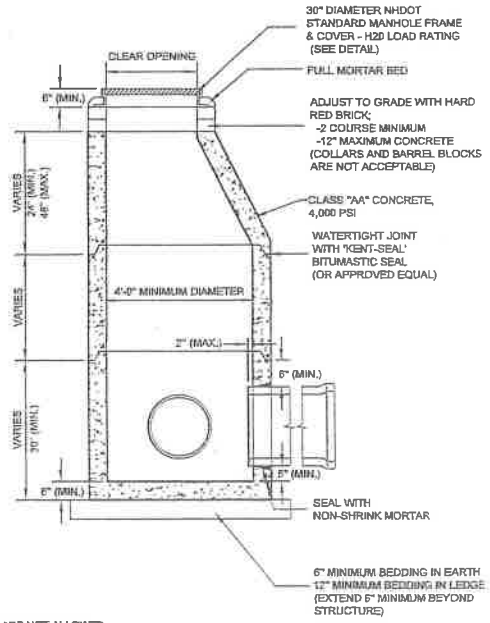 30" DIAMETER NHDOT
STANDARD MANHOLE FRAME
& COVER - H20 LOAD RATING
(SEE DETAIL)
CLEAR OPENING
FULL MORTAR BED
6" (MIN.)
ADJUST TO GRADE WITH HARD
RED BRICK;
-2 COURSE MINIMUM
-12" MAXIMUM CONCRETE
(COLLARS AND BARREL BLOCKS
ARE NOT ACCEPTABLE)
VARIES
24" (MIN.)
48" (MAX.)
CLASS "AA" CONCRETE,
4,000 PSI
WATERTIGHT JOINT
WITH 'KENT-SEAL'
BITUMASTIC SEAL
(OR APPROVED EQUAL)
VARIES
4'-0" MINIMUM DIAMETER
2" (MAX.)
6" (MIN.)
VARIES
30" (MIN.)
6" (MIN.)
6" (MIN.)
SEAL WITH
NON-SHRINK MORTAR
6" MINIMUM BEDDING IN EARTH
12" MINIMUM BEDDING IN LEDGE
(EXTEND 6" MINIMUM BEYOND
STRUCTURE)